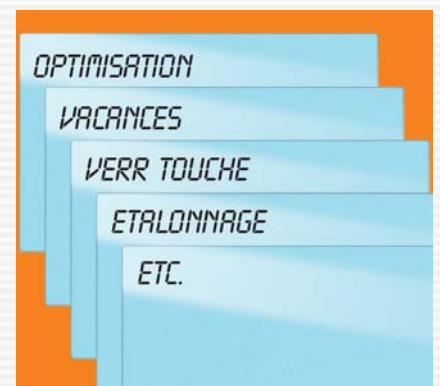 OPTIMISATION
VACANCES
VERR TOUCHE
ETALONNAGE
ETC.